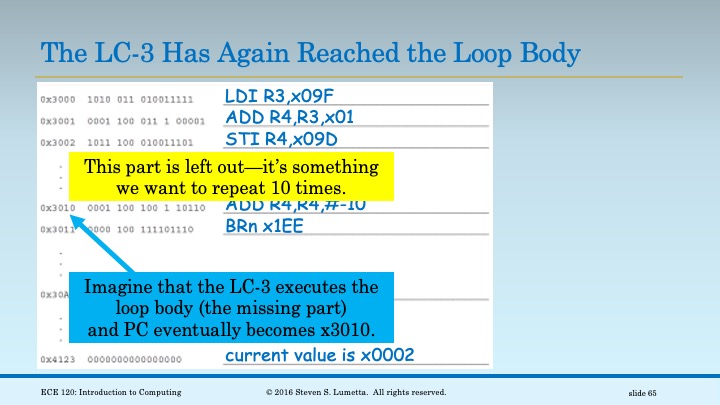 The LC-3 Has Again Reached the Loop Body
0x3000 1010 011 010011111 LDI R3,x09F
0x3001 0001 100 011 1 00001 ADD R4,R3,x01
0x3002 1011 100 010011101 STI R4,x09D
This part is left out—it's something
we want to repeat 10 times.
0x3010 0001 100 100 1 10110 ADD R4,R4,#-10
0x3011 0000 100 111101110 BRn x1EE
Imagine that the LC-3 executes the
0x30A
loop body (the missing part)
and PC eventually becomes x3010.
0x4123 0000000000000000 current value is x0002
ECE 120: Introduction to Computing © 2016 Steven S. Lumetta. All rights reserved. slide 65